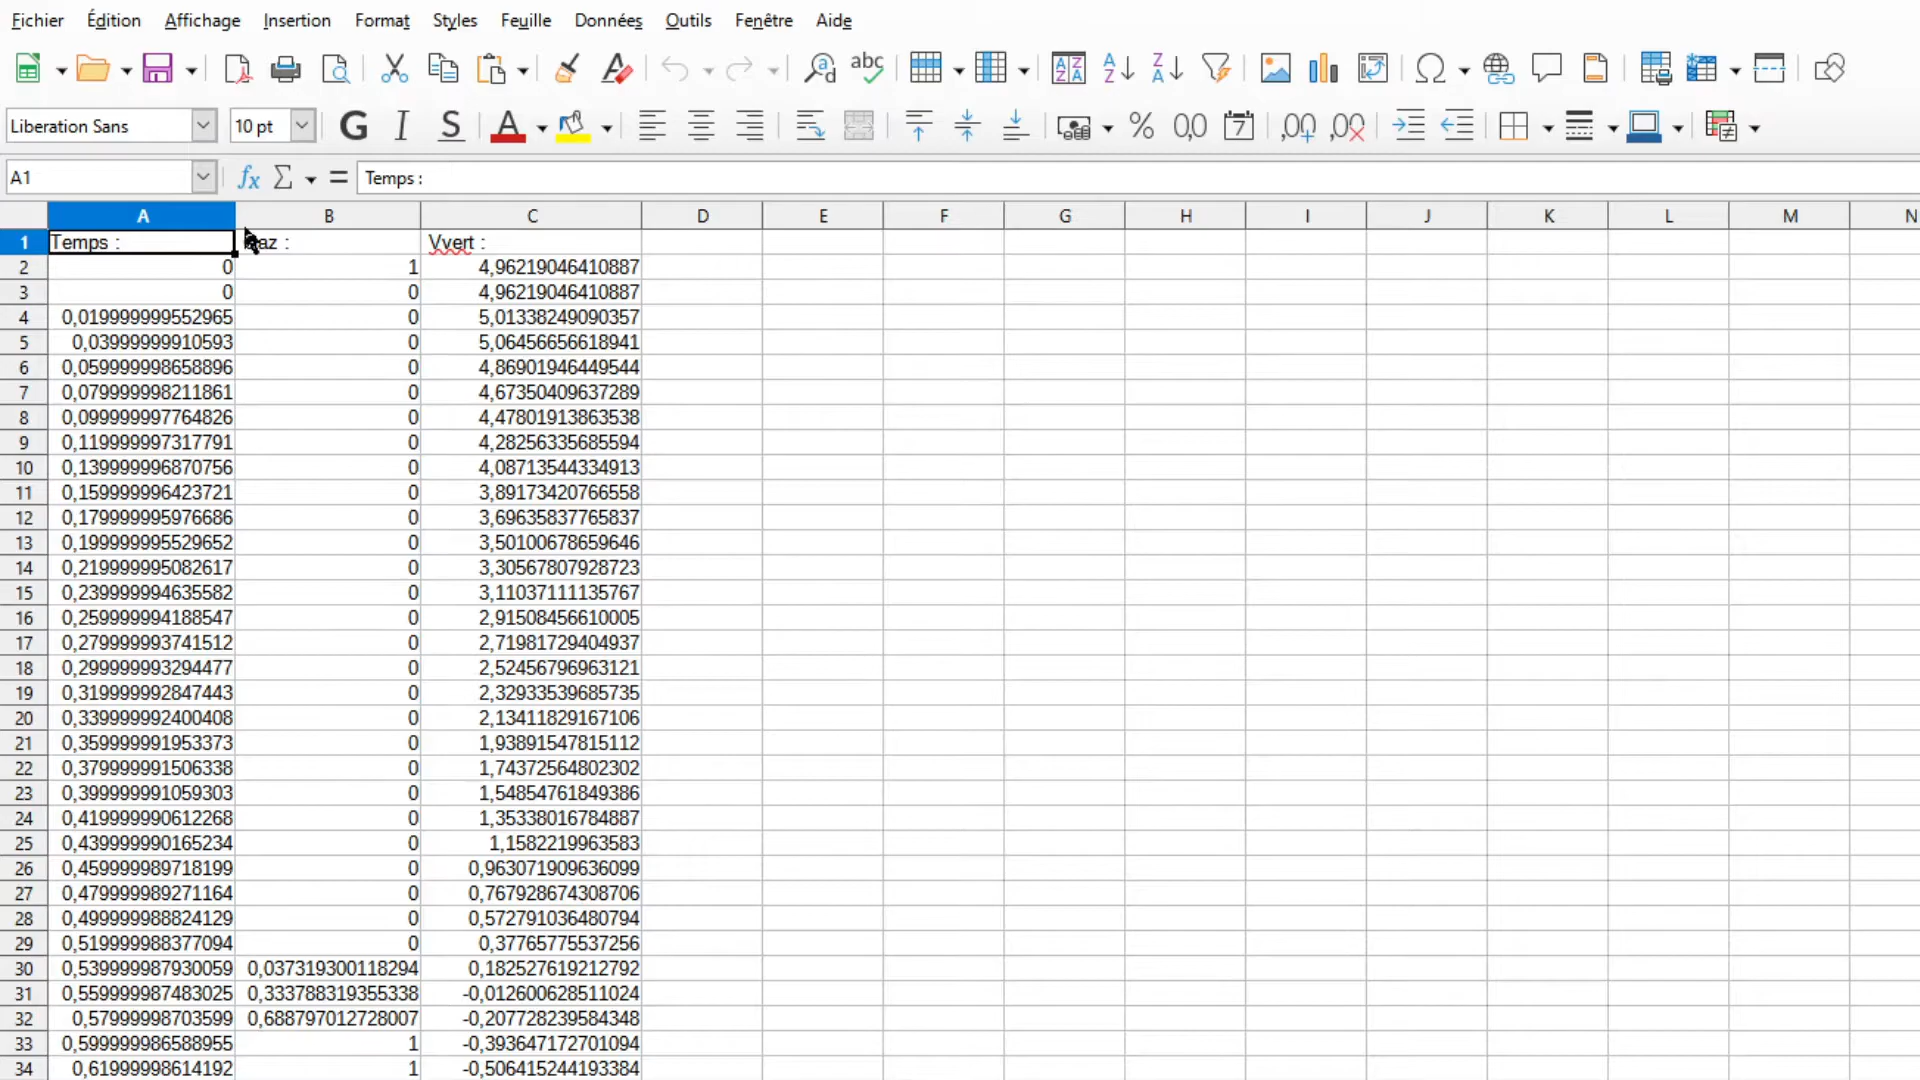 Fichier Édition Affichage Insertion Format Styles Feuille Données Outils Fenêtre Aide
Liberation Sans 10 pt G I S
A1 fx Σ = Temps :
A B C D E F G H I J K L M N
1 Temps : az : Vvert :
2 0 1 4,96219046410887
3 0 0 4,96219046410887
4 0,019999999552965 0 5,01338249090357
5 0,03999999910593 0 5,06456656618941
6 0,059999998658896 0 4,86901946449544
7 0,079999998211861 0 4,67350409637289
8 0,099999997764826 0 4,47801913863538
9 0,119999997317791 0 4,28256335685594
10 0,139999996870756 0 4,08713544334913
11 0,159999996423721 0 3,89173420766558
12 0,179999995976686 0 3,69635837765837
13 0,199999995529652 0 3,50100678659646
14 0,219999995082617 0 3,30567807928723
15 0,239999994635582 0 3,11037111135767
16 0,259999994188547 0 2,91508456610005
17 0,279999993741512 0 2,71981729404937
18 0,299999993294477 0 2,52456796963121
19 0,319999992847443 0 2,32933539685735
20 0,339999992400408 0 2,13411829167106
21 0,359999991953373 0 1,93891547815112
22 0,379999991506338 0 1,74372564802302
23 0,399999991059303 0 1,54854761849386
24 0,419999990612268 0 1,35338016784887
25 0,439999990165234 0 1,1582219963583
26 0,459999989718199 0 0,963071909636099
27 0,479999989271164 0 0,767928674308706
28 0,499999988824129 0 0,572791036480794
29 0,519999988377094 0 0,37765775537256
30 0,539999987930059 0,037319300118294 0,182527619212792
31 0,559999987483025 0,333788319355338 -0,012600628511024
32 0,57999998703599 0,688797012728007 -0,207728239584348
33 0,599999986588955 1 -0,393647172701094
34 0,61999998614192 1 -0,506415244193384